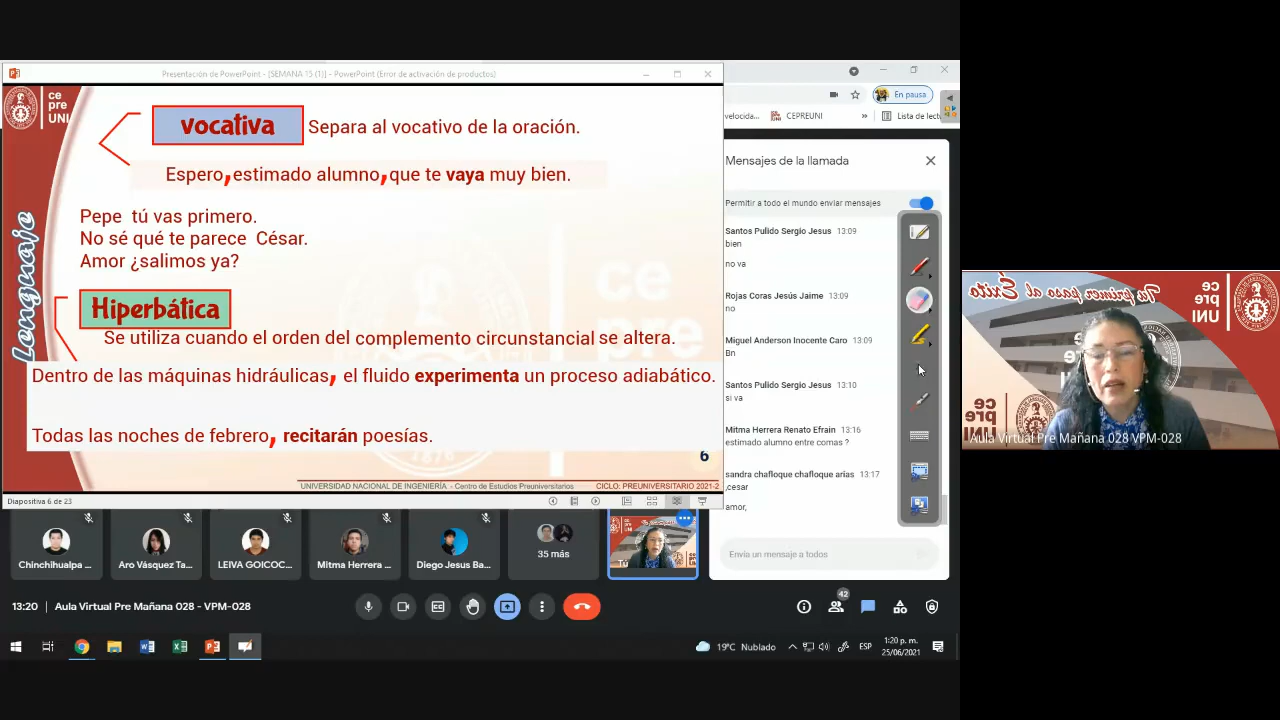 Presentación de PowerPoint - [SEMANA 15 (1)] - PowerPoint (Error de activación de productos)
ce
pre
UNI
Lenguaje
vocativa
Separa al vocativo de la oración.
Espero, estimado alumno, que te vaya muy bien.
Pepe tú vas primero.
No sé qué te parece César.
Amor ¿salimos ya?
Hiperbática
Se utiliza cuando el orden del complemento circunstancial se altera.
Dentro de las máquinas hidráulicas, el fluido experimenta un proceso adiabático.
Todas las noches de febrero, recitarán poesías.
6
UNIVERSIDAD NACIONAL DE INGENIERÍA - Centro de Estudios Preuniversitarios
CICLO: PREUNIVERSITARIO 2021-2
Diapositiva 6 de 23
En pausa
velocida...
CEPREUNI
»
Lista de lectu
Mensajes de la llamada
Permitir a todo el mundo enviar mensajes
Santos Pulido Sergio Jesus 13:09
bien
no va
Rojas Coras Jesús Jaime 13:09
no
Miguel Anderson Inocente Caro 13:09
Bn
Santos Pulido Sergio Jesus 13:10
si va
Mitma Herrera Renato Efrain 13:16
estimado alumno entre comas ?
sandra chafloque chafloque arias 13:17
,cesar
amor,
Envía un mensaje a todos
Chinchihualpa ...
Aro Vásquez Ta...
LEIVA GOICOC...
Mitma Herrera ...
Diego Jesus Ba...
35 más
13:20 | Aula Virtual Pre Mañana 028 - VPM-028
42
19°C Nublado
ESP
1:20 p. m.
25/06/2021
Tu primer paso al Éxito
ce
pre
UNI
Aula Virtual Pre Mañana 028 VPM-028